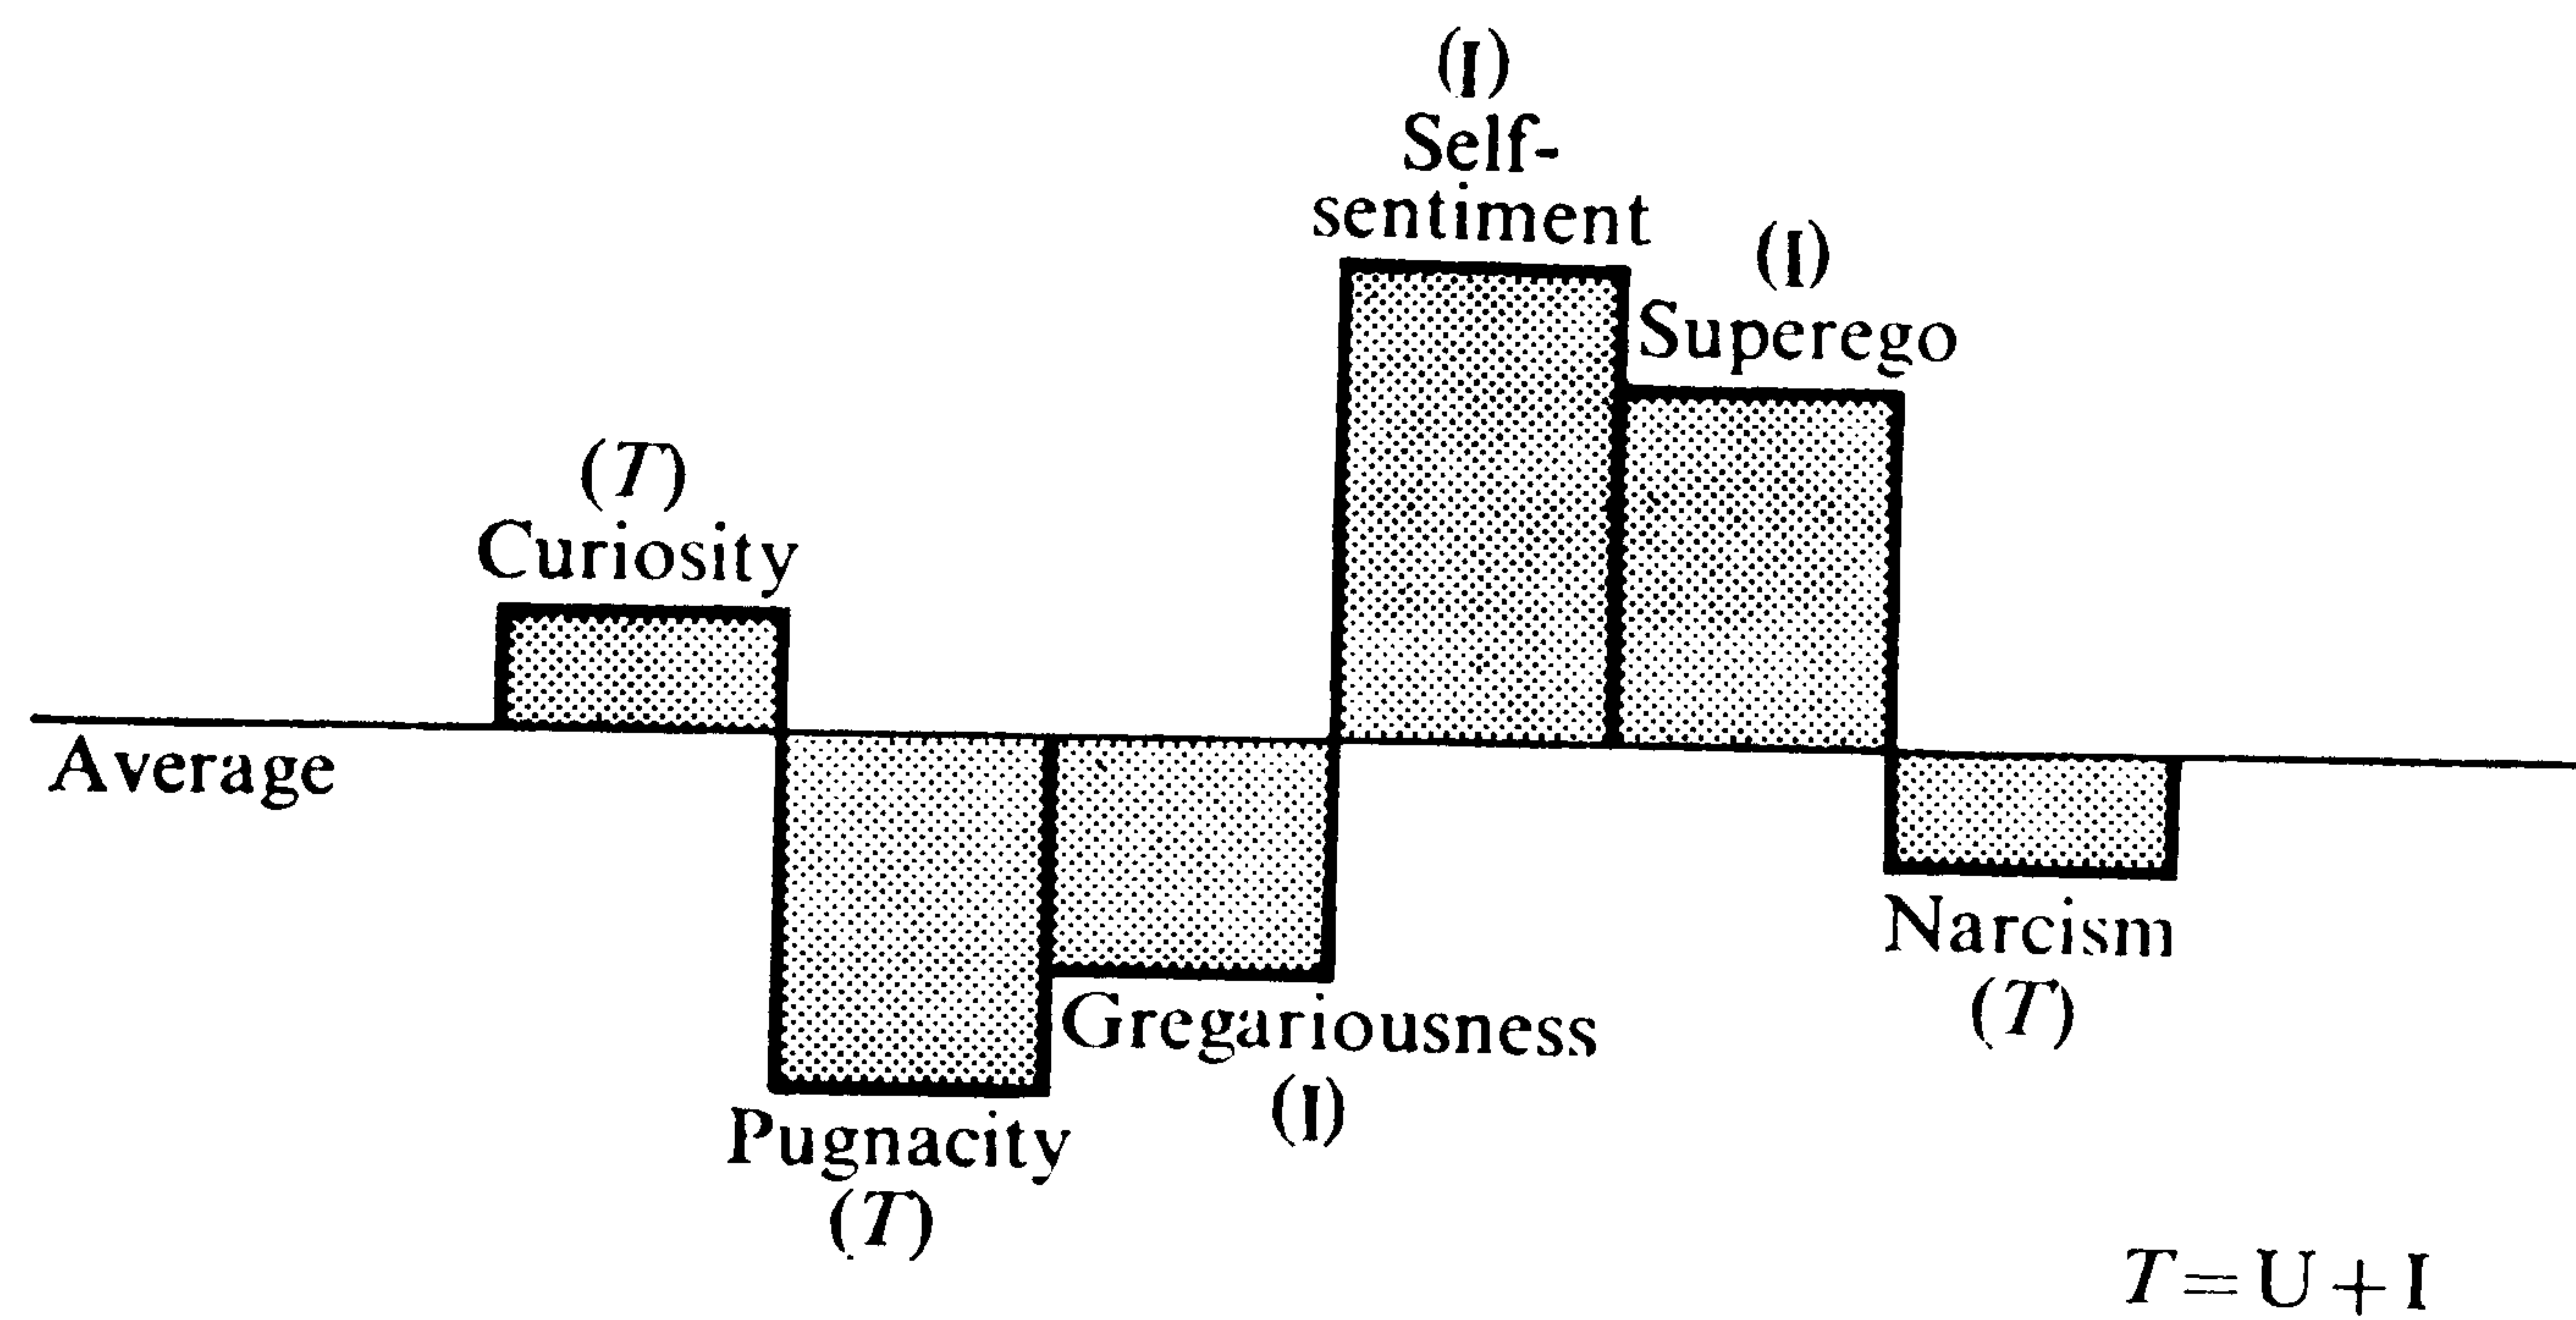 (I)
Self-
sentiment
(I)
Superego
(T)
Curiosity
Average
Narcism
(T)
Gregariousness
(I)
Pugnacity
(T)
T = U + I